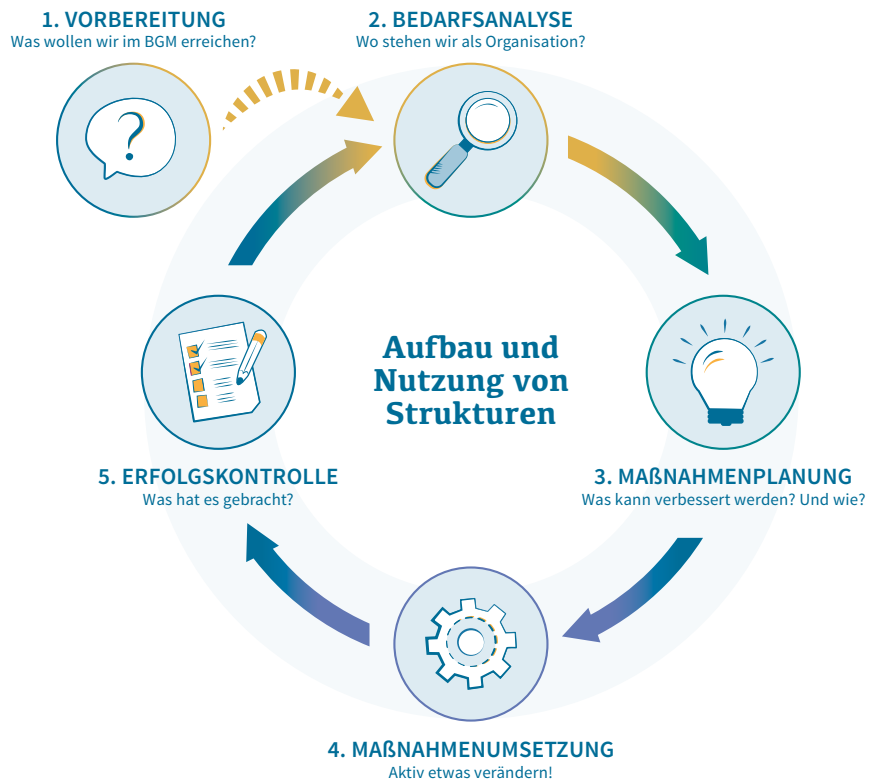 1. VORBEREITUNG
Was wollen wir im BGM erreichen?
2. BEDARFSANALYSE
Wo stehen wir als Organisation?
?
Aufbau und
Nutzung von
Strukturen
3. MAßNAHMENPLANUNG
Was kann verbessert werden? Und wie?
5. ERFOLGSKONTROLLE
Was hat es gebracht?
4. MAßNAHMENUMSETZUNG
Aktiv etwas verändern!